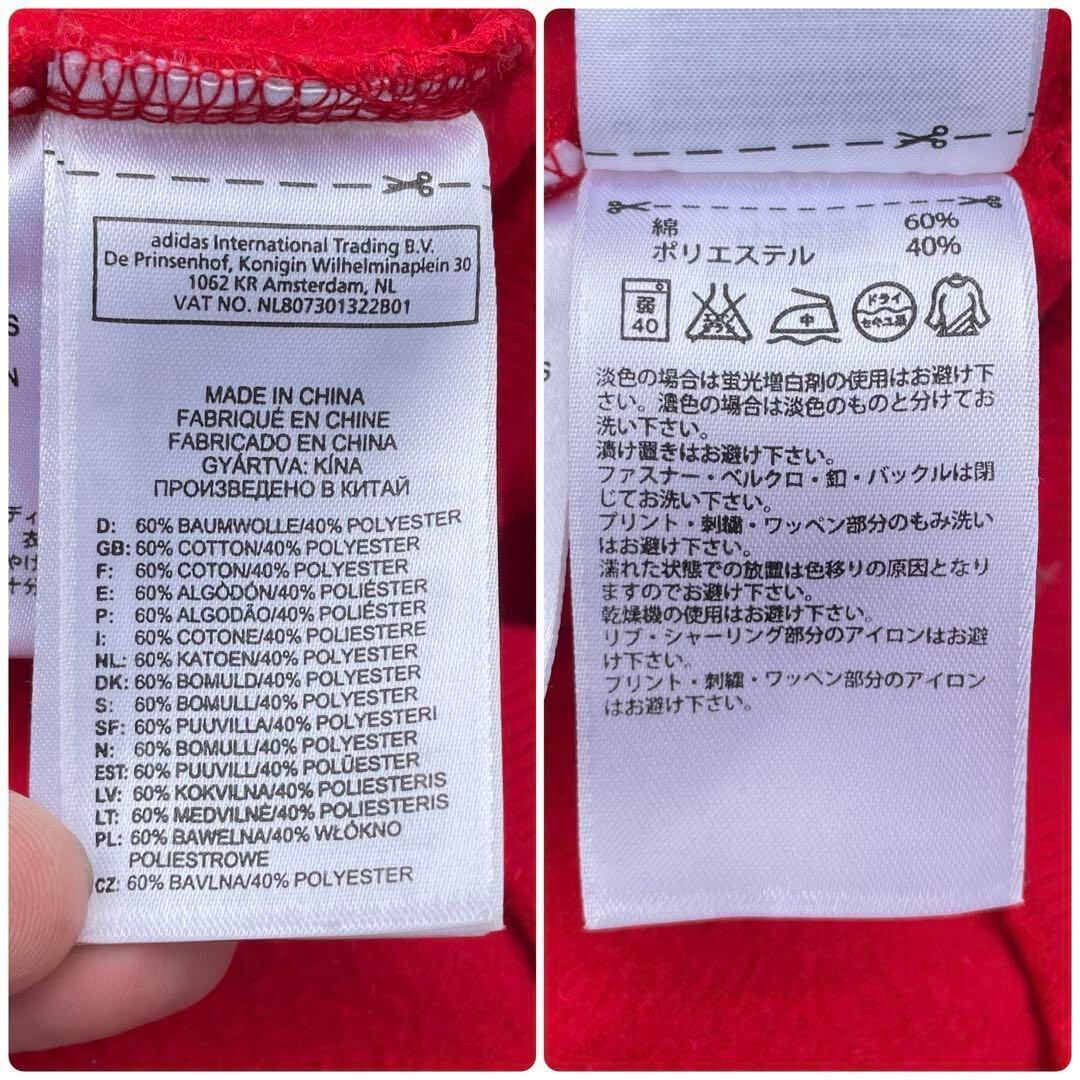 adidas International Trading B.V.
De Prinsenhof, Konigin Wilhelminaplein 30
1062 KR Amsterdam, NL
VAT NO. NL807301322B01
MADE IN CHINA
FABRIQUÉ EN CHINE
FABRICADO EN CHINA
GYÁRTVA: KÍNA
ПРОИЗВЕДЕНО В КИТАЙ
D: 60% BAUMWOLLE/40% POLYESTER
GB: 60% COTTON/40% POLYESTER
F: 60% COTON/40% POLYESTER
E: 60% ALGODÓN/40% POLIÉSTER
P: 60% ALGODÃO/40% POLIÉSTER
I: 60% COTONE/40% POLIESTERE
NL: 60% KATOEN/40% POLYESTER
DK: 60% BOMULD/40% POLYESTER
S: 60% BOMULL/40% POLYESTER
SF: 60% PUUVILLA/40% POLYESTERI
N: 60% BOMULL/40% POLYESTER
EST: 60% PUUVILL/40% POLÜESTER
LV: 60% KOKVILNA/40% POLIESTERIS
LT: 60% MEDVILNĖ/40% POLIESTERIS
PL: 60% BAWEŁNA/40% WŁÓKNO
POLIESTROWE
CZ: 60% BAVLNA/40% POLYESTER
綿 60%
ポリエステル 40%
弱 40 エンソ 中 ドライ セキユ系
淡色の場合は蛍光増白剤の使用はお避け下
さい。濃色の場合は淡色のものと分けてお
洗い下さい。
漬け置きはお避け下さい。
ファスナー・ベルクロ・釦・バックルは閉
じてお洗い下さい。
プリント・刺繍・ワッペン部分のもみ洗い
はお避け下さい。
濡れた状態での放置は色移りの原因となり
ますのでお避け下さい。
乾燥機の使用はお避け下さい。
リブ・シャーリング部分のアイロンはお避
け下さい。
プリント・刺繍・ワッペン部分のアイロン
はお避け下さい。